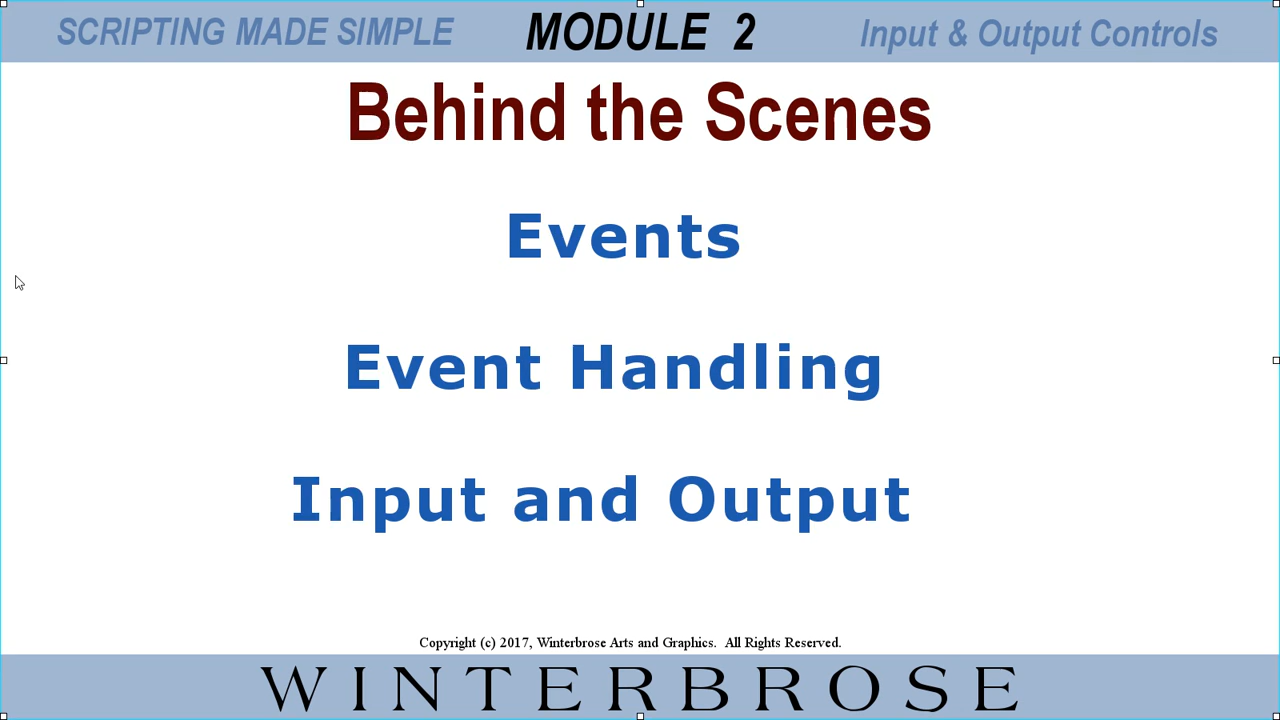 SCRIPTING MADE SIMPLE MODULE 2 Input & Output Controls
Behind the Scenes
Events
Event Handling
Input and Output
Copyright (c) 2017, Winterbrose Arts and Graphics. All Rights Reserved.
WINTERBROSE